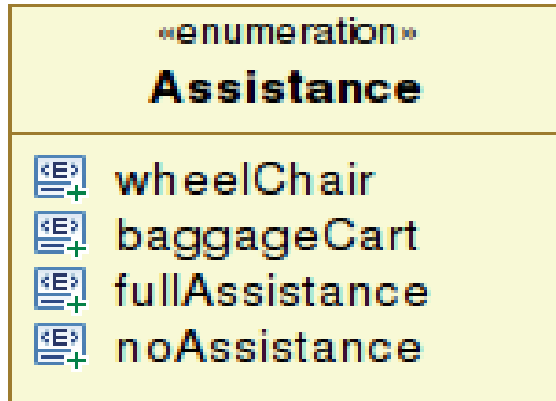 «enumeration»
Assistance
<E>
wheelChair
<E>
baggageCart
<E>
fullAssistance
<E>
noAssistance